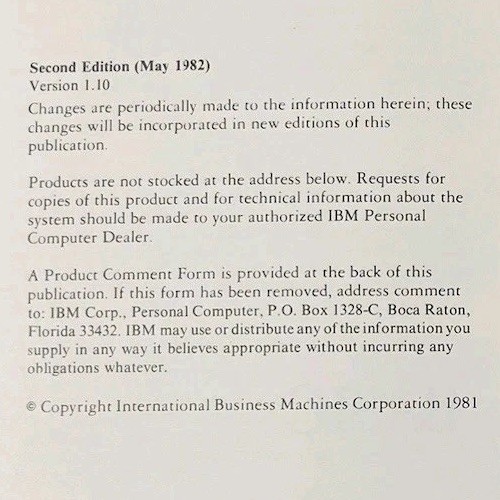 Second Edition (May 1982)
Version 1.10
Changes are periodically made to the information herein; these
changes will be incorporated in new editions of this
publication.
Products are not stocked at the address below. Requests for
copies of this product and for technical information about the
system should be made to your authorized IBM Personal
Computer Dealer.
A Product Comment Form is provided at the back of this
publication. If this form has been removed, address comment
to: IBM Corp., Personal Computer, P.O. Box 1328-C, Boca Raton,
Florida 33432. IBM may use or distribute any of the information you
supply in any way it believes appropriate without incurring any
obligations whatever.
© Copyright International Business Machines Corporation 1981